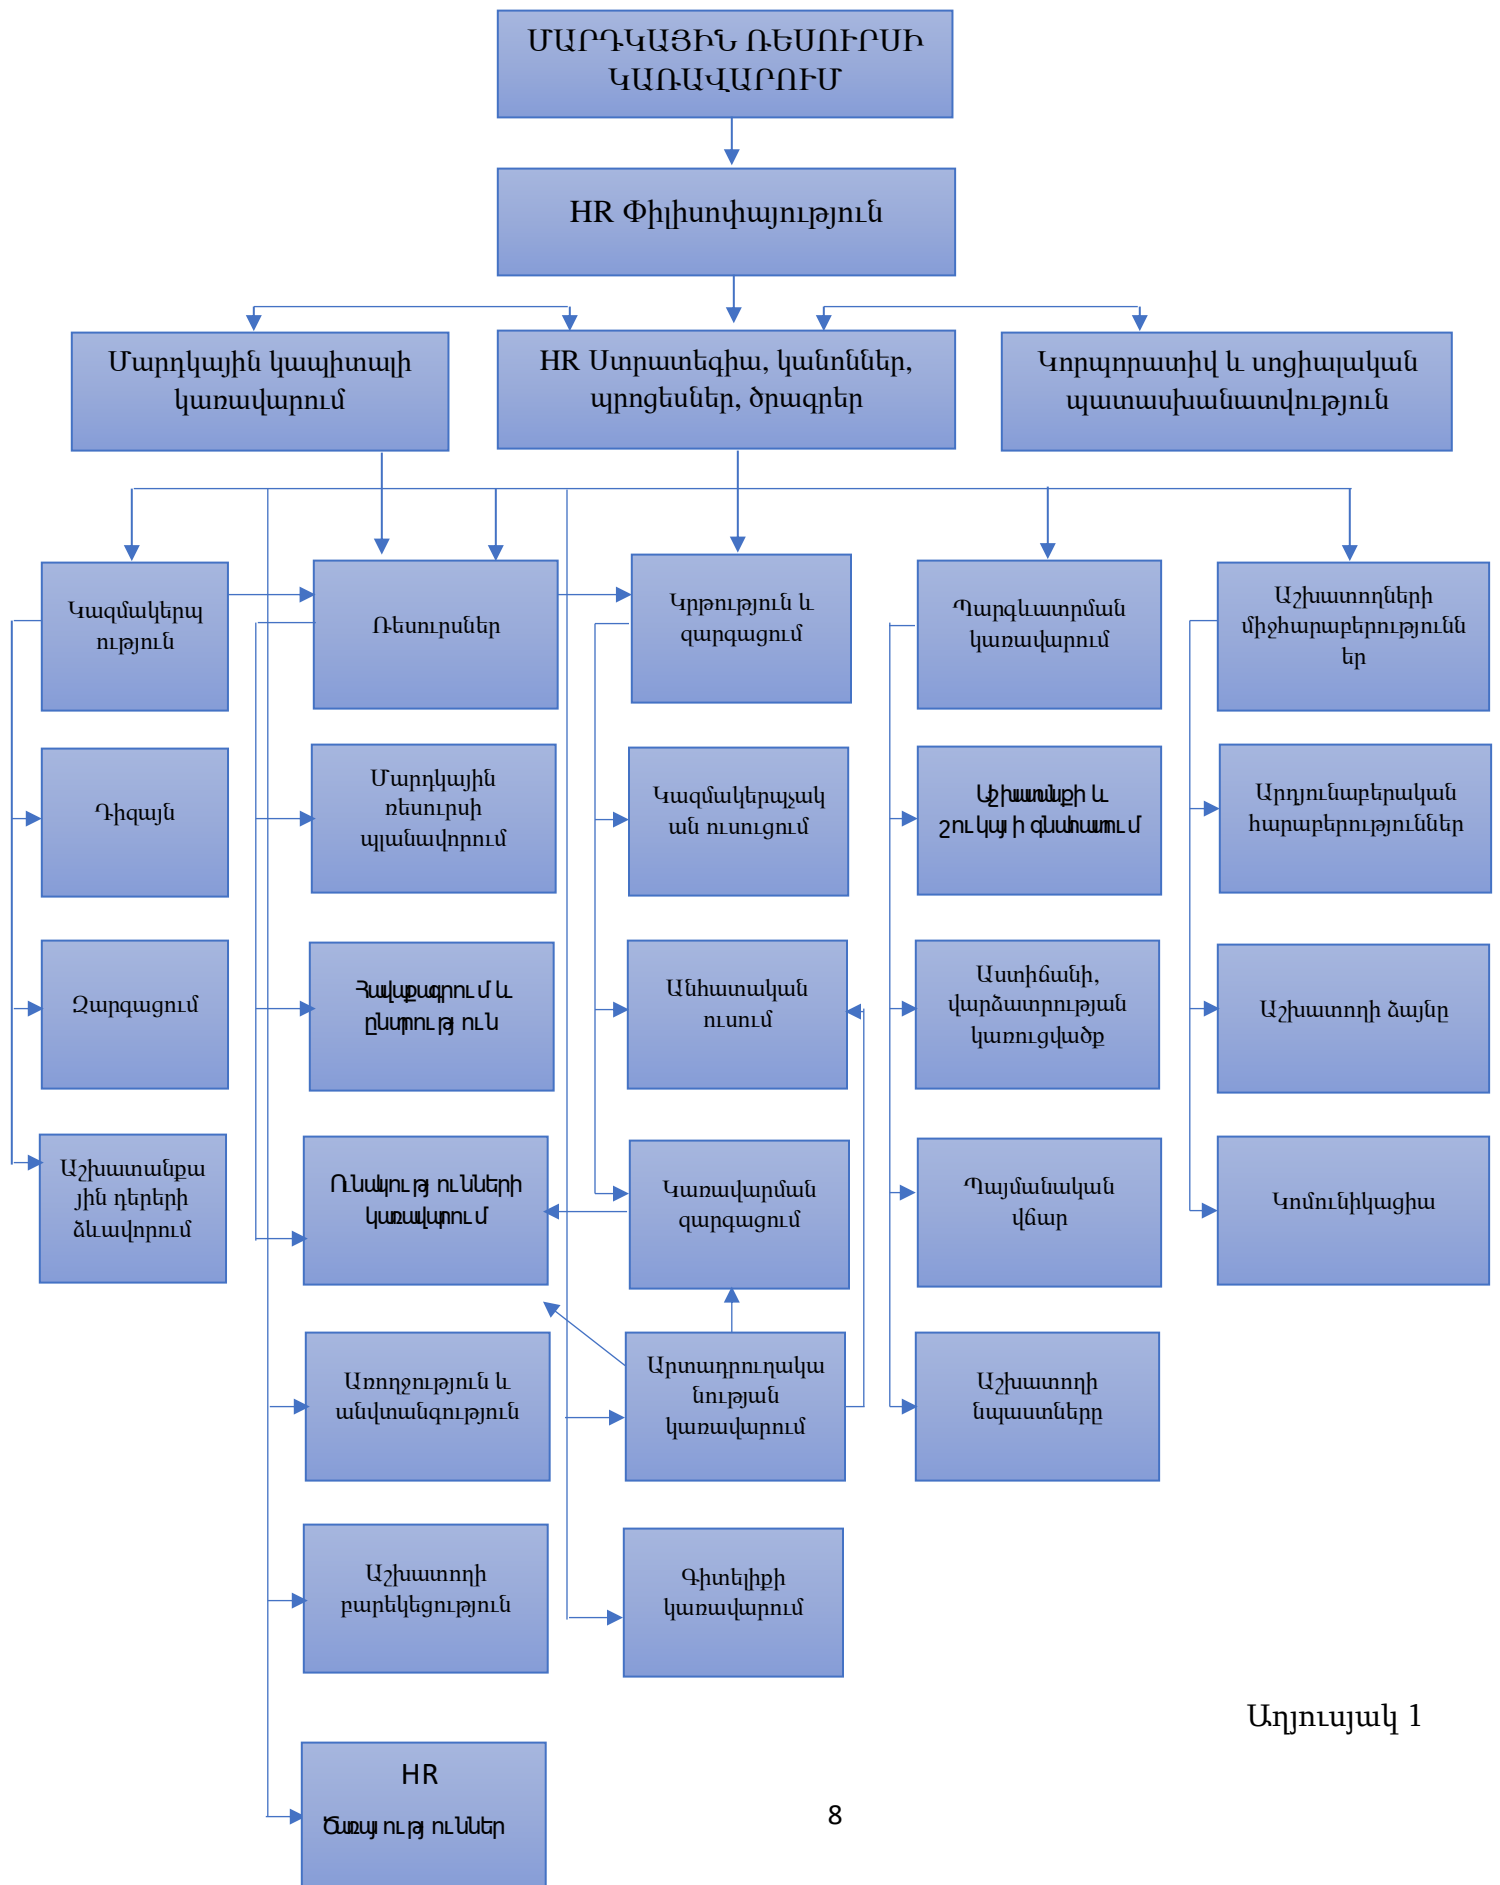 ՄԱՐԴԿԱՅԻՆ ՌԵՍՈՒՐՍԻ
ԿԱՌԱՎԱՐՈՒՄ
HR Փիլիսոփայություն
Մարդկային կապիտալի
կառավարում
HR Ստրատեգիա, կանոններ,
պրոցեսներ, ծրագրեր
Կորպորատիվ և սոցիալական
պատասխանատվություն
Կազմակերպ
ություն
Ռեսուրսներ
Կրթություն և
զարգացում
Պարգևատրման
կառավարում
Աշխատողների
միջհարաբերությունն
եր
Դիզայն
Մարդկային
ռեսուրսի
պլանավորում
Կազմակերպչակ
ան ուսուցում
Աշխատանքի և
շուկայի գնահատում
Արդյունաբերական
հարաբերություններ
Զարգացում
Հավաքագրում և
ընտրություն
Անհատական
ուսում
Աստիճանի,
վարձատրության
կառուցվածք
Աշխատողի ձայնը
Աշխատանքա
յին դերերի
ձևավորում
Ունակությունների
կառավարում
Կառավարման
զարգացում
Պայմանական
վճար
Կոմունիկացիա
Առողջություն և
անվտանգություն
Արտադրողակա
նության
կառավարում
Աշխատողի
նպաստները
Աշխատողի
բարեկեցություն
Գիտելիքի
կառավարում
Աղյուսյակ 1
HR
Ծառայություններ
8